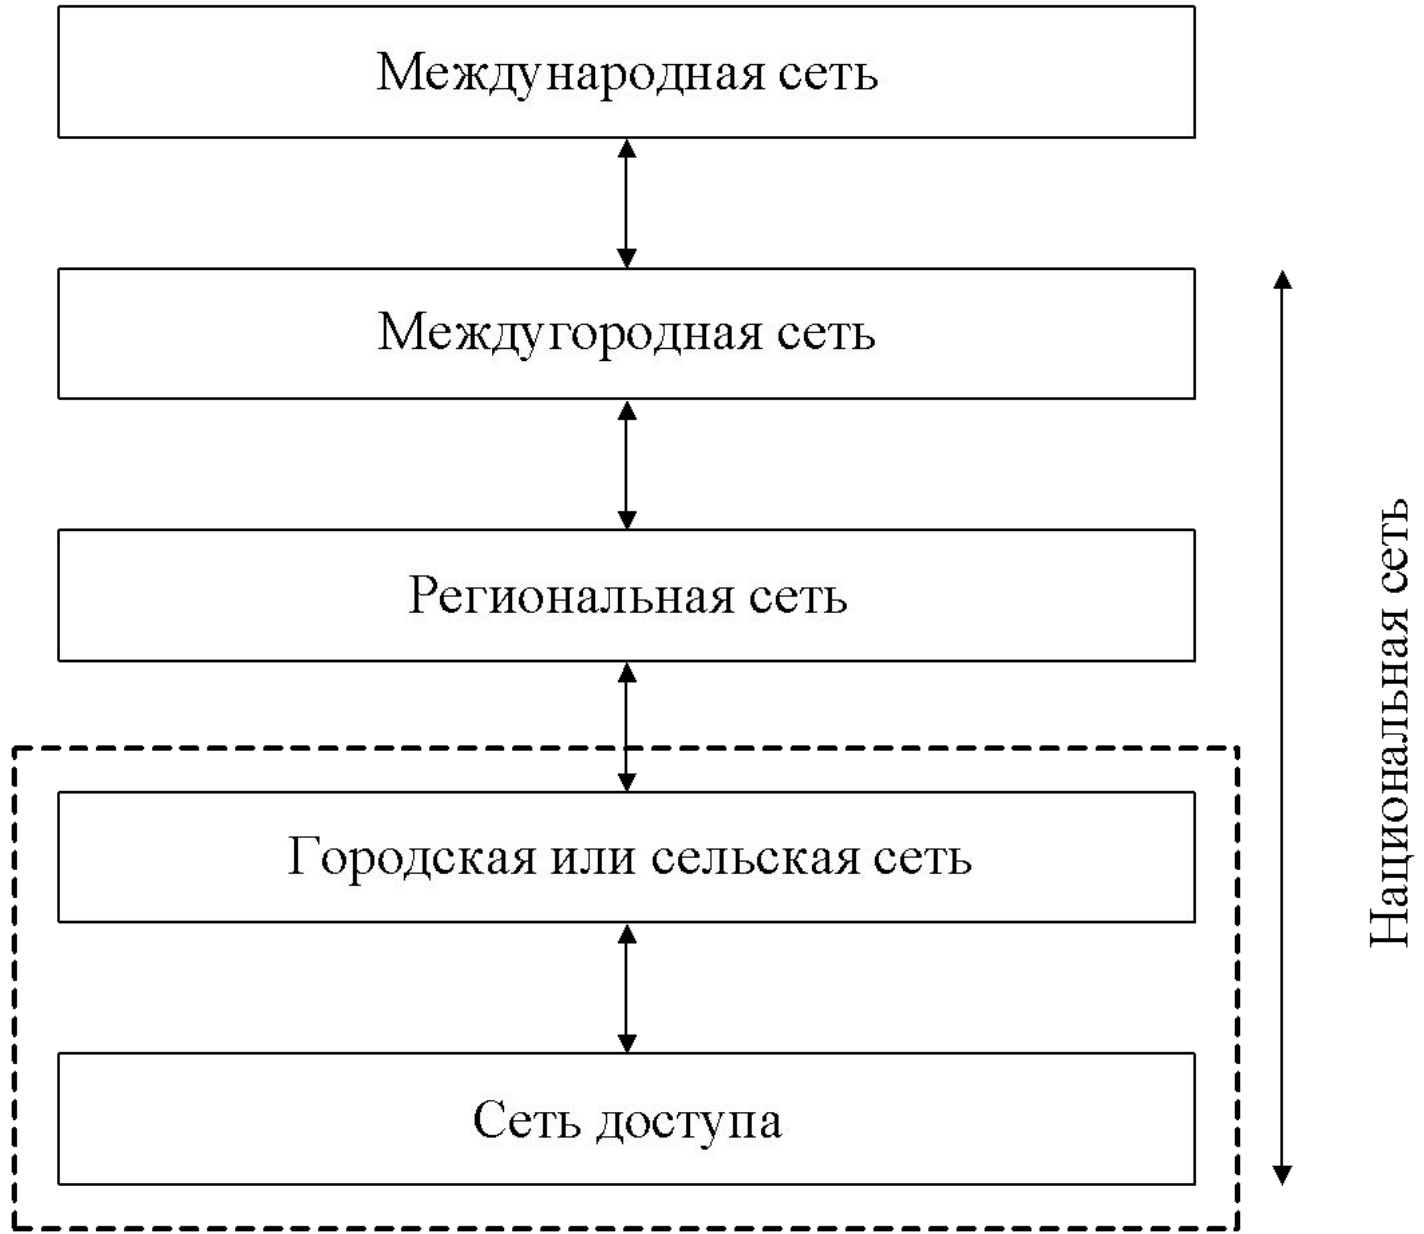 Международная сеть
Междугородная сеть
Региональная сеть
Городская или сельская сеть
Сеть доступа
Национальная сеть